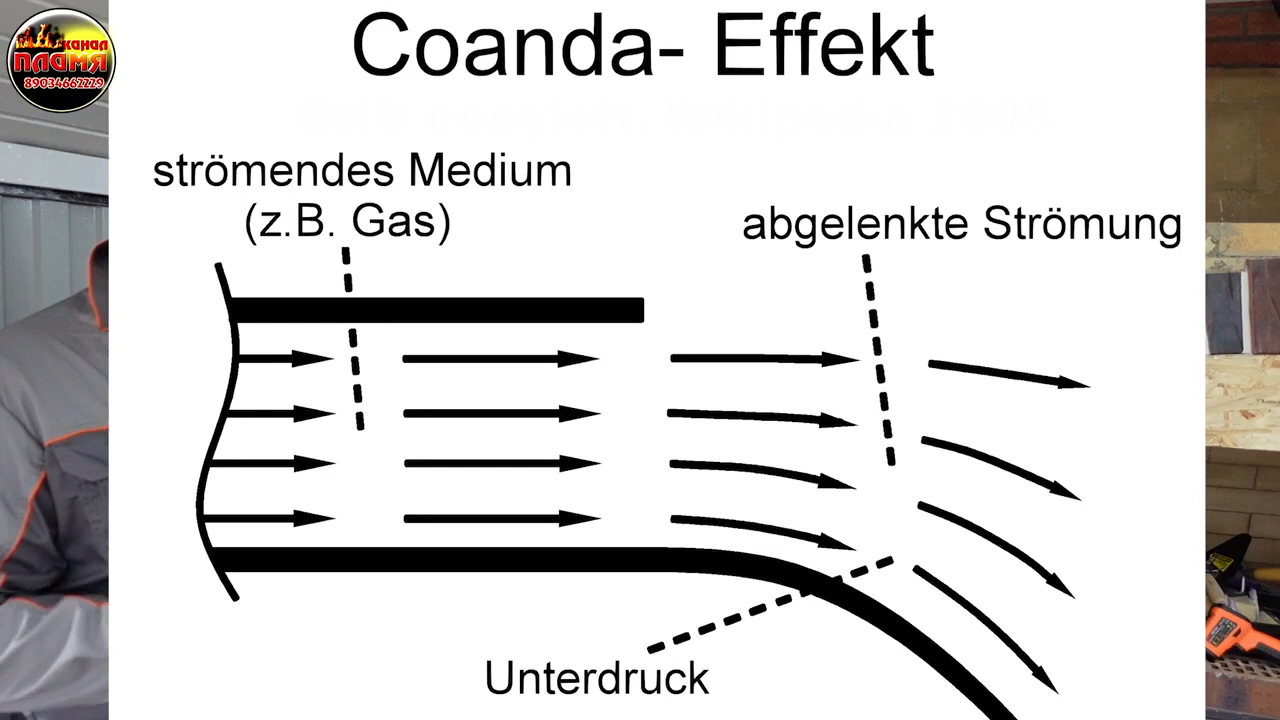 канал
пламя
89034662229
Coanda- Effekt
strömendes Medium
(z.B. Gas)
abgelenkte Strömung
Unterdruck